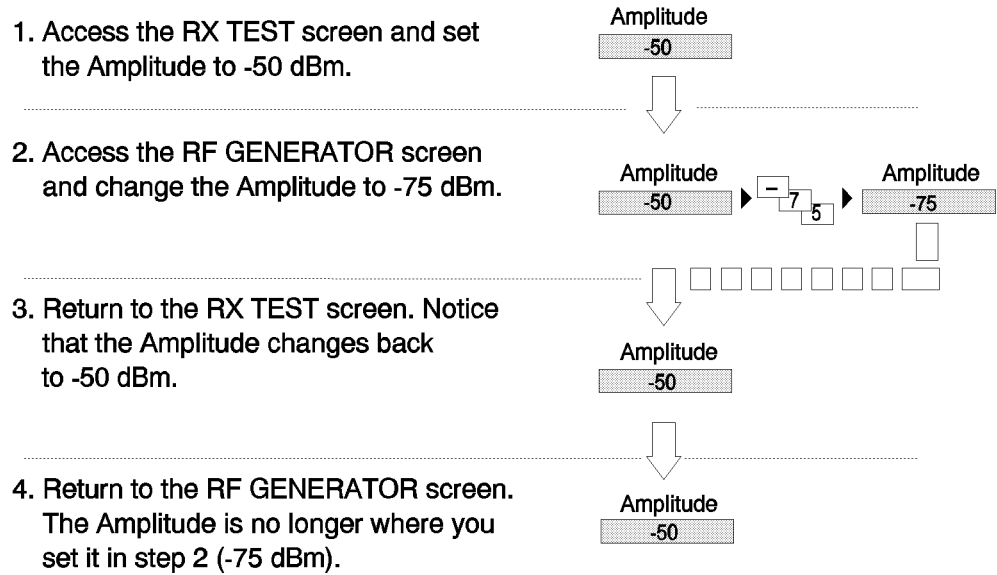 1. Access the RX TEST screen and set
the Amplitude to -50 dBm.
Amplitude
-50
2. Access the RF GENERATOR screen
and change the Amplitude to -75 dBm.
Amplitude
-50
–
7
5
Amplitude
-75
3. Return to the RX TEST screen. Notice
that the Amplitude changes back
to -50 dBm.
Amplitude
-50
4. Return to the RF GENERATOR screen.
The Amplitude is no longer where you
set it in step 2 (-75 dBm).
Amplitude
-50